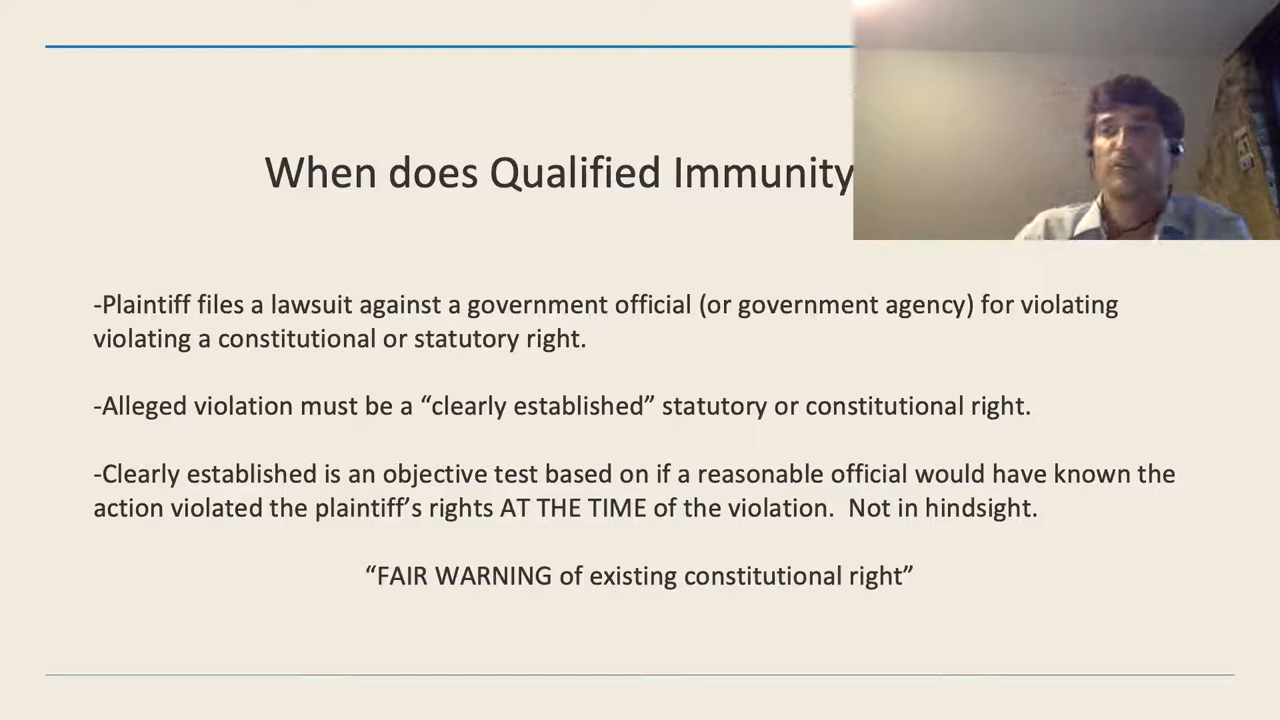 When does Qualified Immunity
-Plaintiff files a lawsuit against a government official (or government agency) for violating
violating a constitutional or statutory right.
-Alleged violation must be a “clearly established” statutory or constitutional right.
-Clearly established is an objective test based on if a reasonable official would have known the
action violated the plaintiff’s rights AT THE TIME of the violation.  Not in hindsight.
“FAIR WARNING of existing constitutional right”